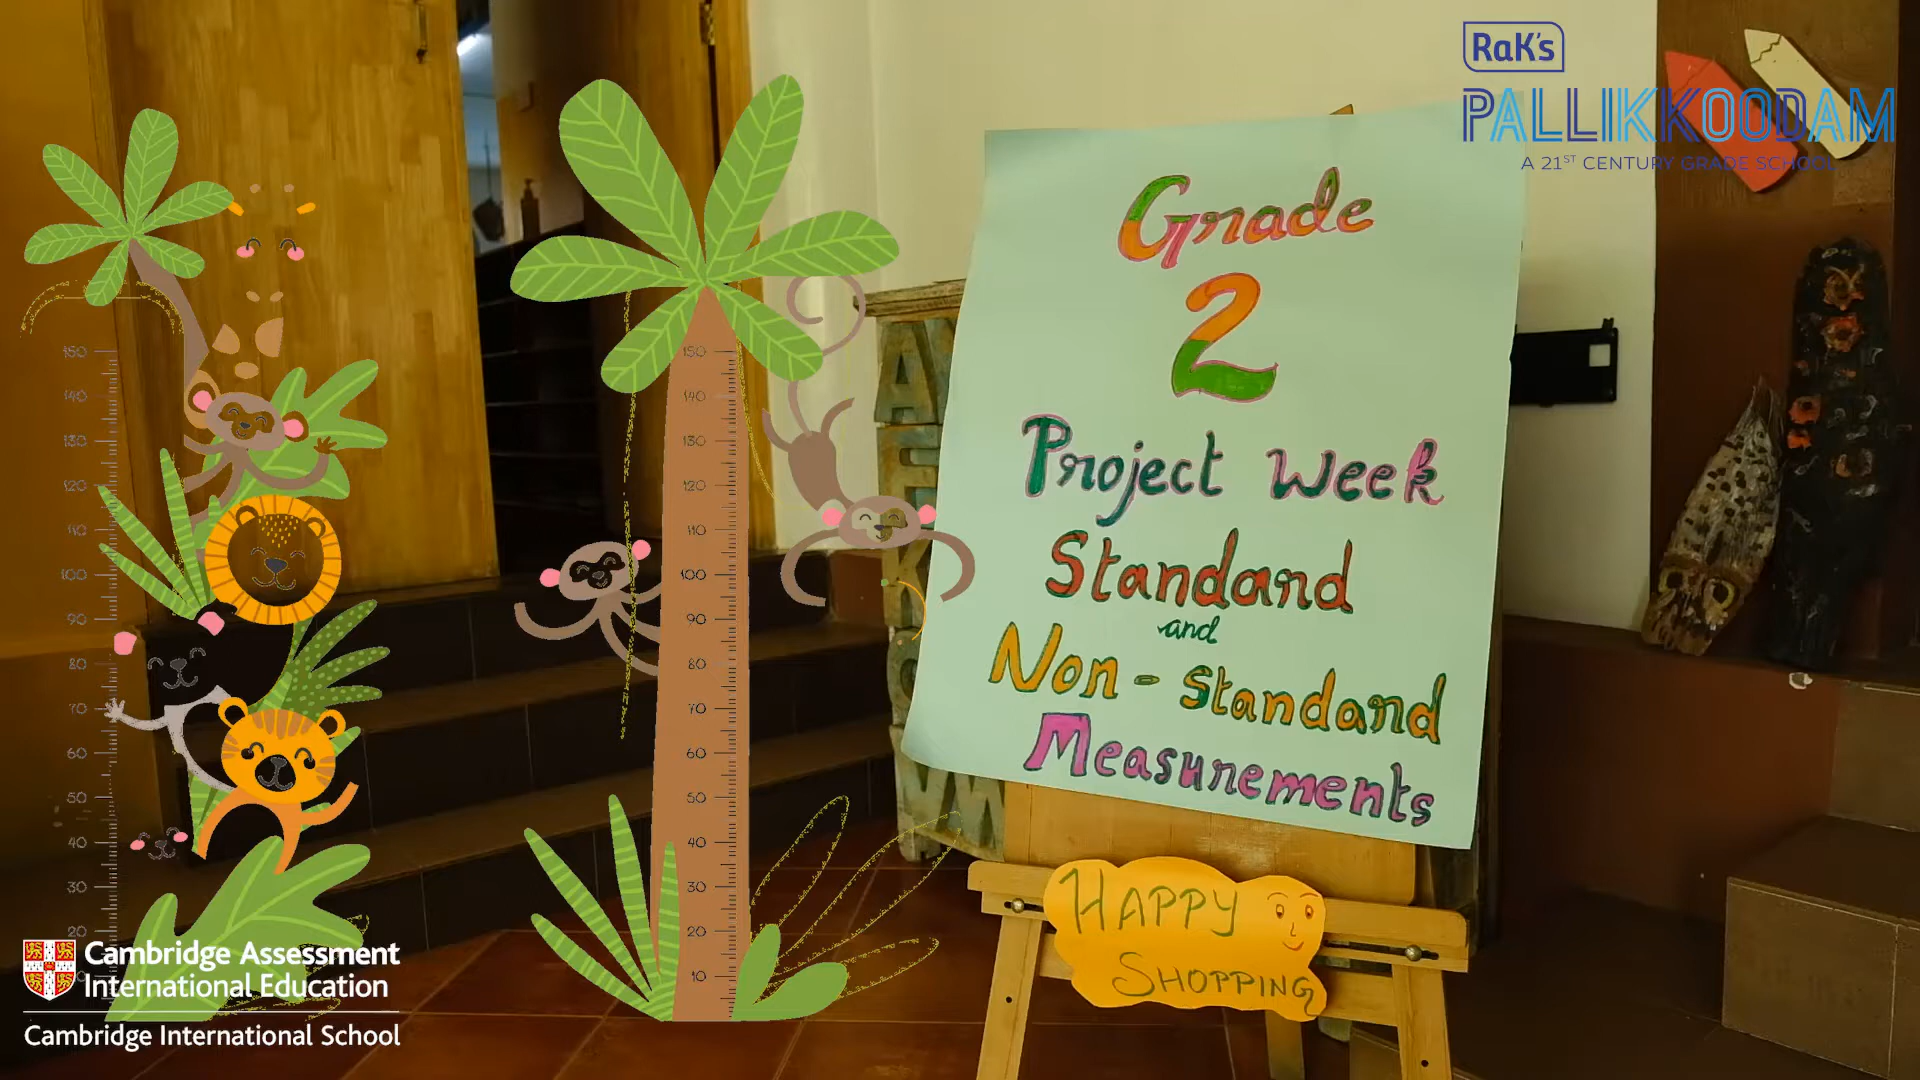 RaK's
PALLIKKOODAM
A 21ST CENTURY GRADE SCHOOL
Grade
2
Project Week
Standard
and
Non - Standard
Measurements
HAPPY
SHOPPING
150
140
130
120
110
100
90
80
70
60
50
40
30
20
150
140
130
120
110
100
90
80
70
60
50
40
30
20
10
Cambridge Assessment
International Education
Cambridge International School